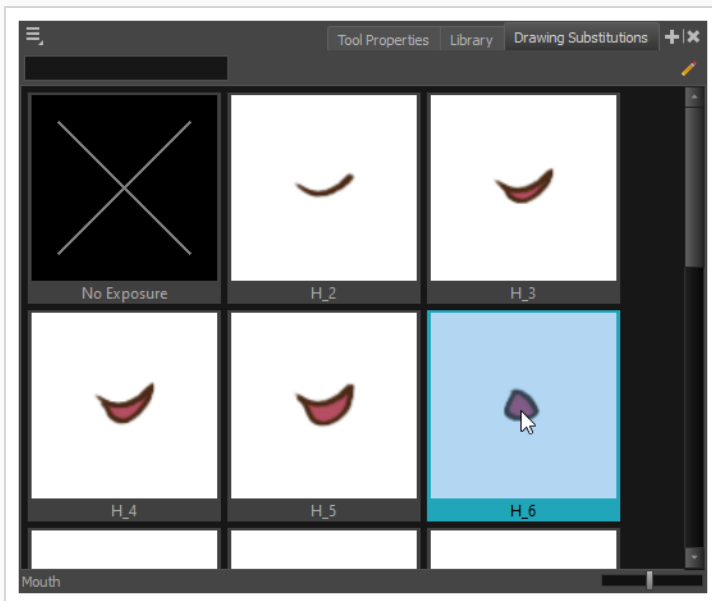 Tool Properties Library Drawing Substitutions
No Exposure H_2 H_3
H_4 H_5 H_6
Mouth